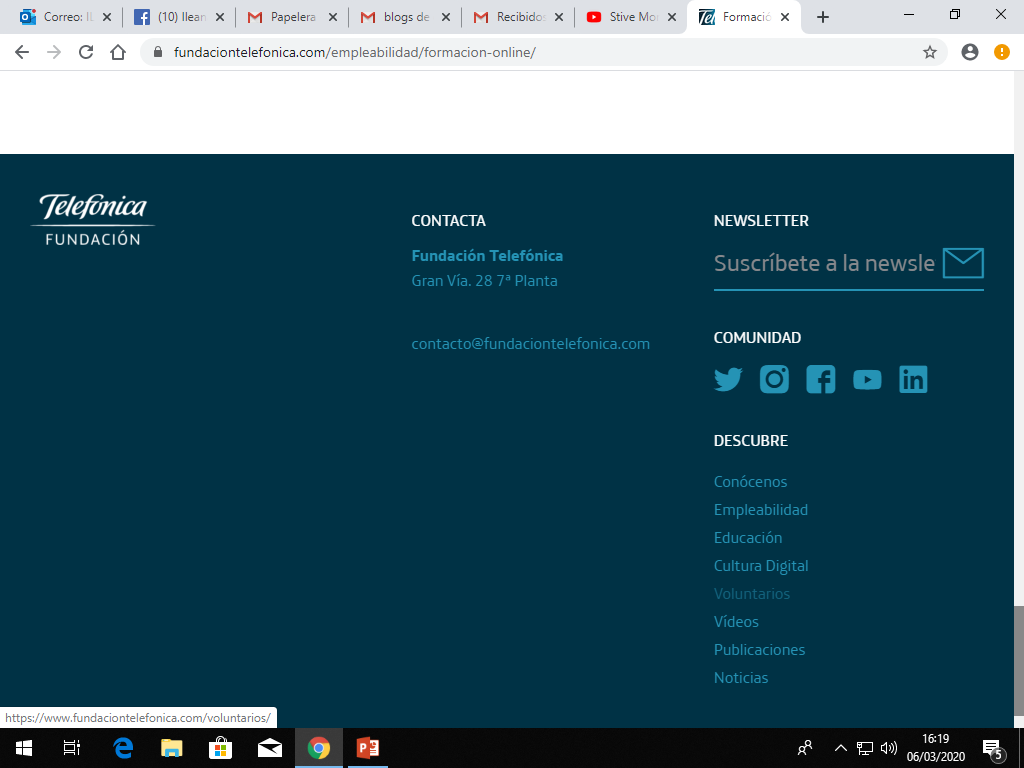 Correo: IL
(10) Ilean
Papelera
blogs de
Recibidos
Stive Mo
Formació
fundaciontelefonica.com/empleabilidad/formacion-online/
Telefónica
FUNDACIÓN
CONTACTA
Fundación Telefónica
Gran Vía. 28 7ª Planta
contacto@fundaciontelefonica.com
NEWSLETTER
Suscríbete a la newsle
COMUNIDAD
DESCUBRE
Conócenos
Empleabilidad
Educación
Cultura Digital
Voluntarios
Vídeos
Publicaciones
Noticias
https://www.fundaciontelefonica.com/voluntarios/
16:19
06/03/2020
5